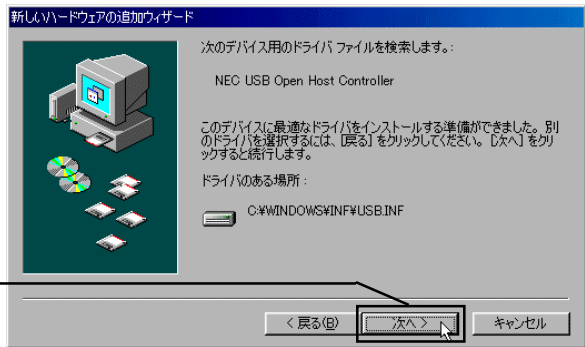 新しいハードウェアの追加ウィザード
次のデバイス用のドライバ ファイルを検索します。:
NEC USB Open Host Controller
このデバイスに最適なドライバをインストールする準備ができました。別
のドライバを選択するには、[戻る] をクリックしてください。[次へ] をクリ
ックすると続行します。
ドライバのある場所:
C:¥WINDOWS¥INF¥USB.INF
< 戻る(B)
次へ >
キャンセル